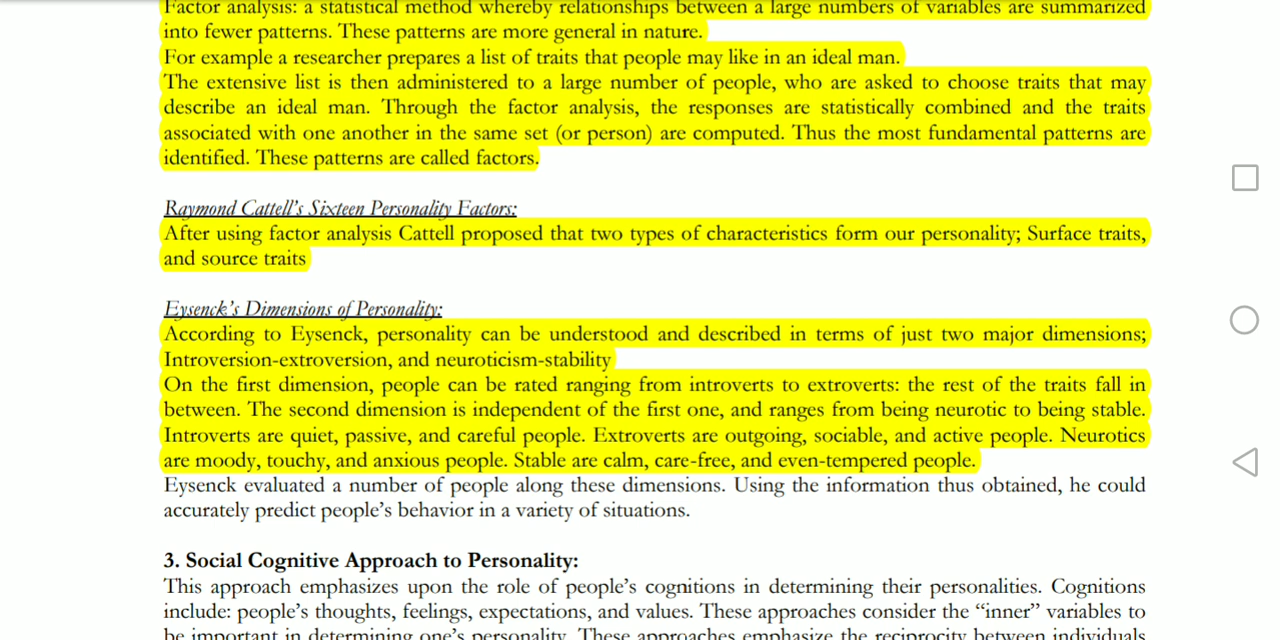 Factor analysis: a statistical method whereby relationships between a large numbers of variables are summarized
into fewer patterns. These patterns are more general in nature.
For example a researcher prepares a list of traits that people may like in an ideal man.
The extensive list is then administered to a large number of people, who are asked to choose traits that may
describe an ideal man. Through the factor analysis, the responses are statistically combined and the traits
associated with one another in the same set (or person) are computed. Thus the most fundamental patterns are
identified. These patterns are called factors.
Raymond Cattell's Sixteen Personality Factors:
After using factor analysis Cattell proposed that two types of characteristics form our personality; Surface traits,
and source traits
Eysenck's Dimensions of Personality:
According to Eysenck, personality can be understood and described in terms of just two major dimensions;
Introversion-extroversion, and neuroticism-stability
On the first dimension, people can be rated ranging from introverts to extroverts: the rest of the traits fall in
between. The second dimension is independent of the first one, and ranges from being neurotic to being stable.
Introverts are quiet, passive, and careful people. Extroverts are outgoing, sociable, and active people. Neurotics
are moody, touchy, and anxious people. Stable are calm, care-free, and even-tempered people.
Eysenck evaluated a number of people along these dimensions. Using the information thus obtained, he could
accurately predict people's behavior in a variety of situations.
3. Social Cognitive Approach to Personality:
This approach emphasizes upon the role of people's cognitions in determining their personalities. Cognitions
include: people's thoughts, feelings, expectations, and values. These approaches consider the "inner" variables to
be important in determining one's personality. These approaches emphasize the reciprocity between individuals